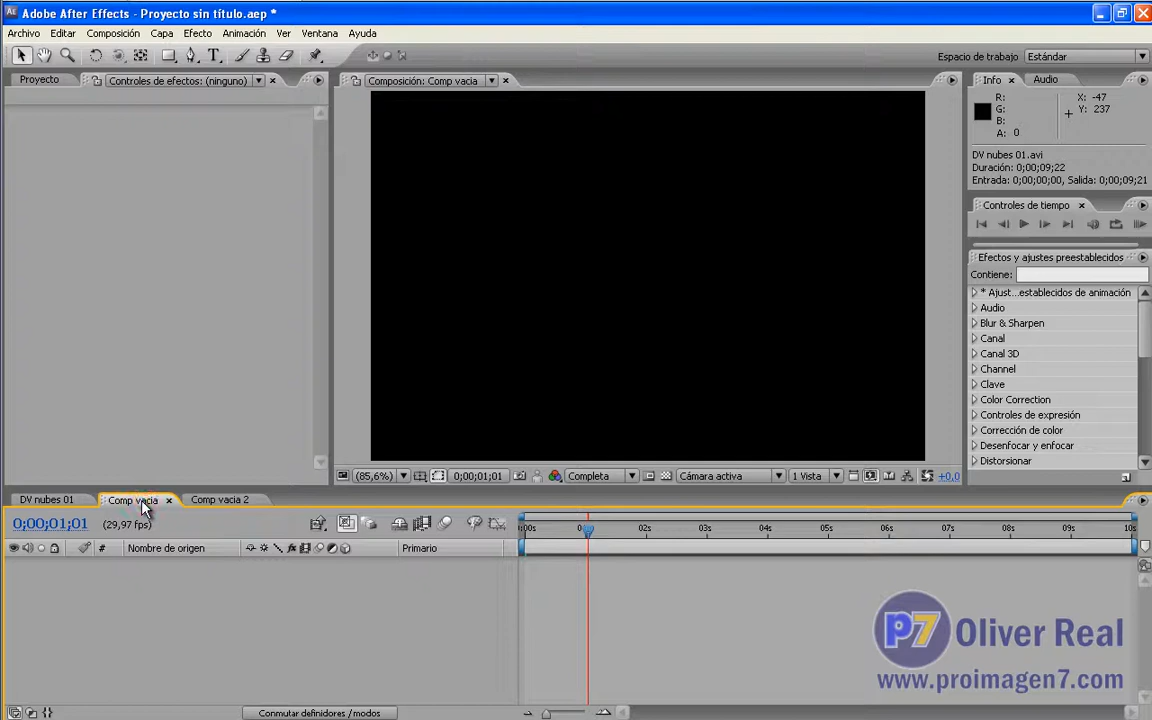 Adobe After Effects - Proyecto sin título.aep *
Archivo Editar Composición Capa Efecto Animación Ver Ventana Ayuda
Espacio de trabajo Estándar
Proyecto Controles de efectos: (ninguno)
Composición: Comp vacia
Info Audio
R: X: -47
G: Y: 237
B:
A: 0
DV nubes 01.avi
Duración: 0;00;09;22
Entrada: 0;00;00;00, Salida: 0;00;09;21
Controles de tiempo
Efectos y ajustes preestablecidos
Contiene:
* Ajust...establecidos de animación
Audio
Blur & Sharpen
Canal
Canal 3D
Channel
Clave
Color Correction
Controles de expresión
Corrección de color
Desenfocar y enfocar
Distorsionar
(85,6%) 0;00;01;01 Completa Cámara activa 1 Vista +0,0
DV nubes 01 Comp vacia Comp vacia 2
0;00;01;01 (29,97 fps)
:00s 02s 03s 04s 05s 06s 07s 08s 09s 10s
# Nombre de origen Primario
P7 Oliver Real
www.proimagen7.com
Conmutar definidores / modos